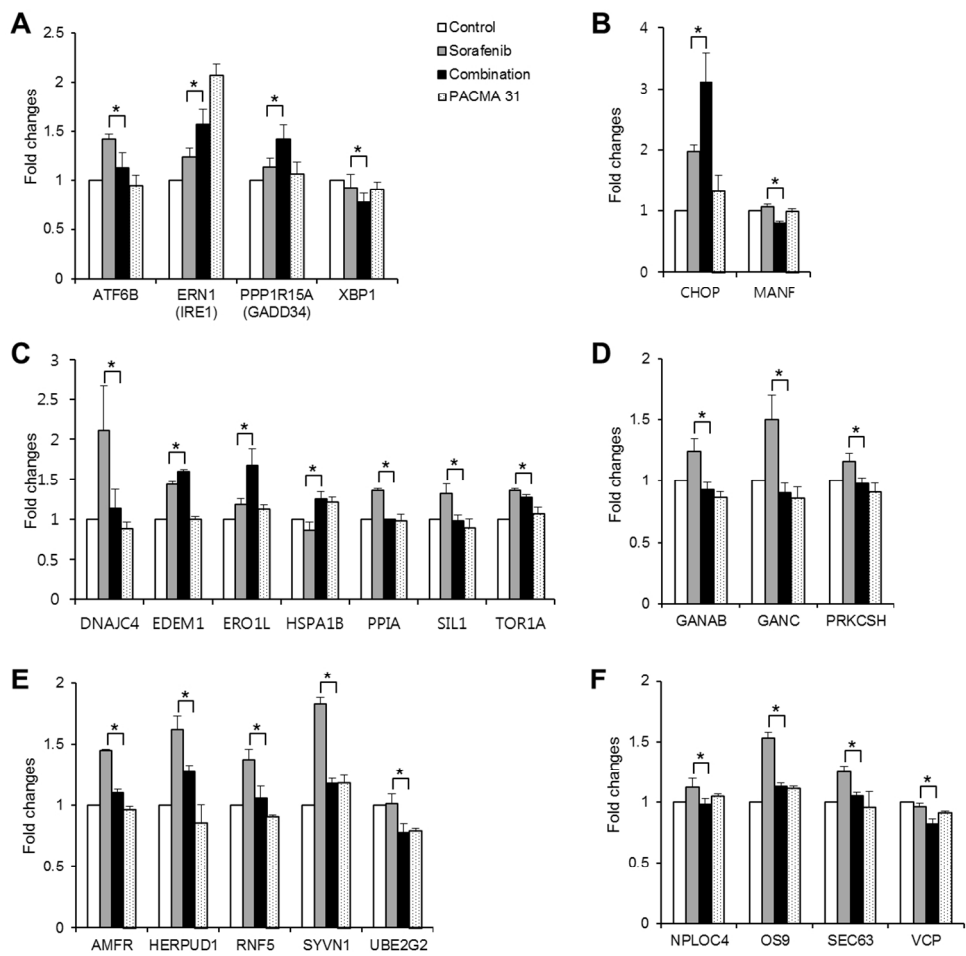 A
Control
Sorafenib
Combination
PACMA 31
Fold changes
2.5
2
1.5
1
0.5
0
*
*
*
*
ATF6B ERN1 PPP1R15A XBP1
(IRE1) (GADD34)
B
Fold changes
4
3
2
1
0
*
*
CHOP MANF
C
Fold changes
3
2.5
2
1.5
1
0.5
0
*
*
*
*
*
*
*
DNAJC4 EDEM1 ERO1L HSPA1B PPIA SIL1 TOR1A
D
Fold changes
2
1.5
1
0.5
0
*
*
*
GANAB GANC PRKCSH
E
Fold changes
2
1.5
1
0.5
0
*
*
*
*
*
AMFR HERPUD1 RNF5 SYVN1 UBE2G2
F
Fold changes
2
1.5
1
0.5
0
*
*
*
*
NPLOC4 OS9 SEC63 VCP